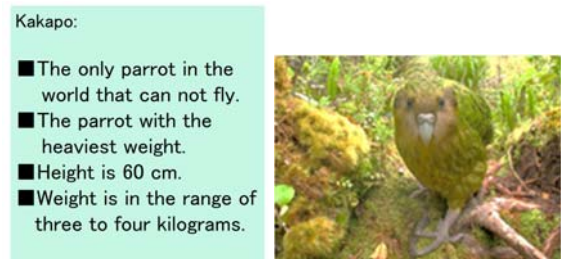 Kakapo:
■The only parrot in the
world that can not fly.
■The parrot with the
heaviest weight.
■Height is 60 cm.
■Weight is in the range of
three to four kilograms.